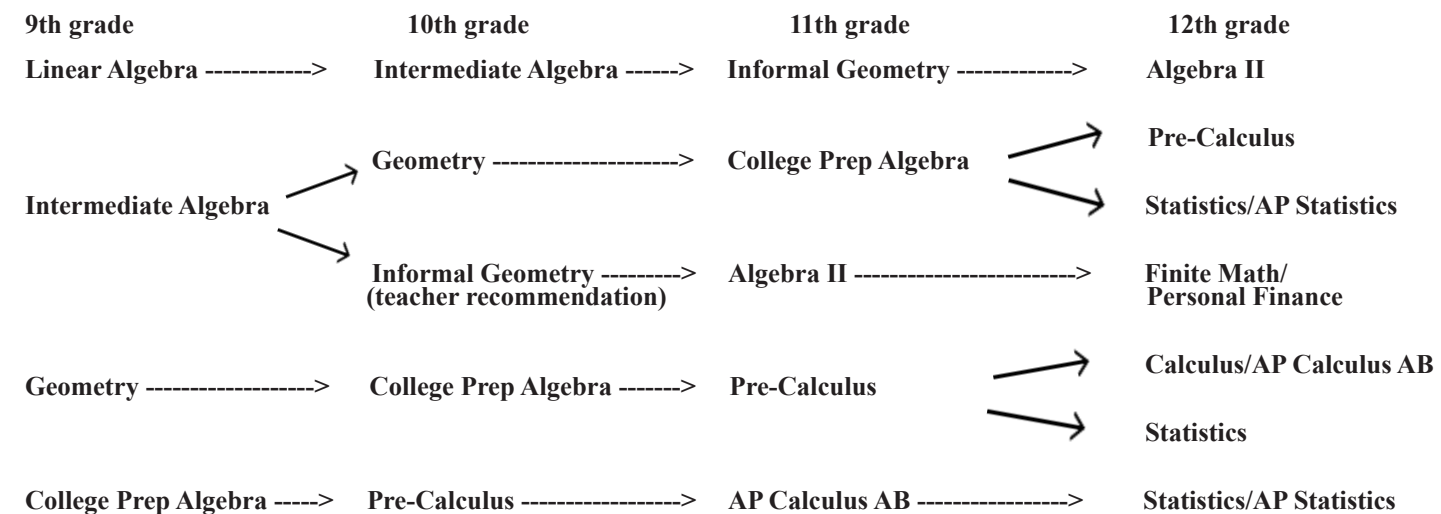 9th grade 10th grade 11th grade 12th grade
Linear Algebra ------------> Intermediate Algebra ------> Informal Geometry -------------> Algebra II
Pre-Calculus
Geometry ---------------------> College Prep Algebra
Intermediate Algebra Statistics/AP Statistics
Informal Geometry ---------> Algebra II -------------------------> Finite Math/
(teacher recommendation) Personal Finance
Calculus/AP Calculus AB
Geometry -------------------> College Prep Algebra -------> Pre-Calculus
Statistics
College Prep Algebra -----> Pre-Calculus ------------------> AP Calculus AB -----------------> Statistics/AP Statistics